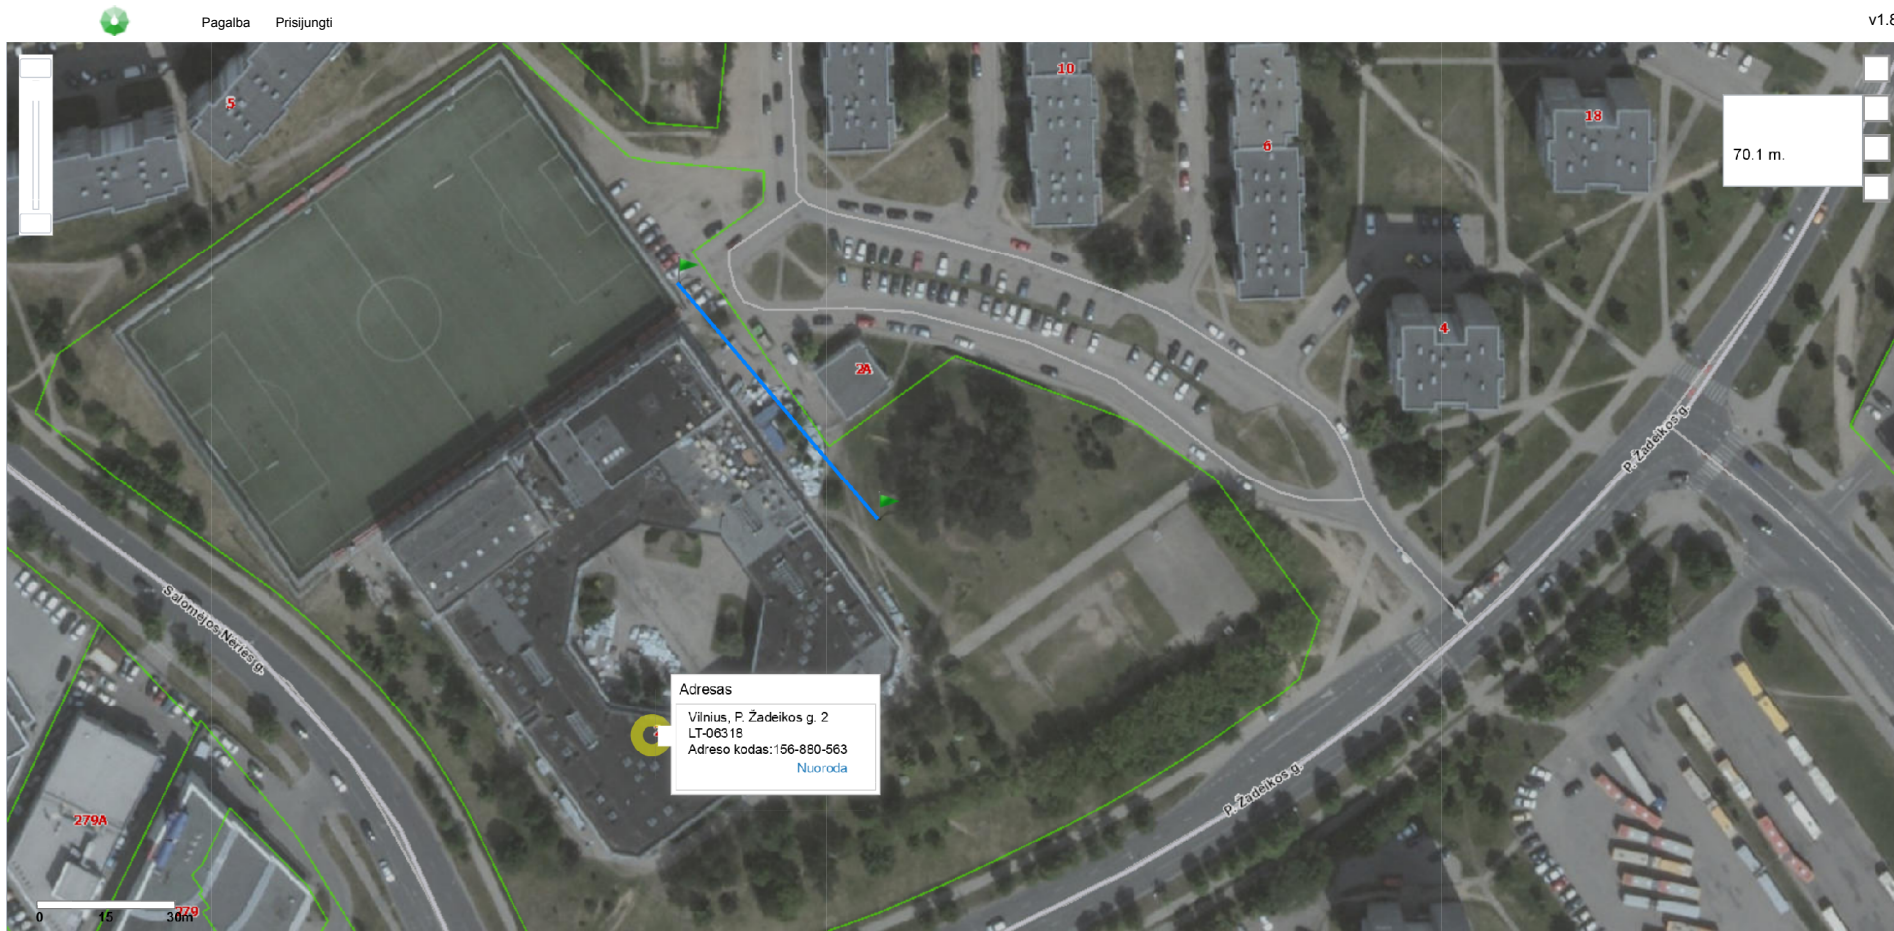 Pagalba Prisijungti
v1.8
5
10
6
18
70.1 m.
2A
4
P. Žadeikos g.
Salomėjos Nėries g.
Adresas
Vilnius, P. Žadeikos g. 2
LT-06318
Adreso kodas:156-880-563
Nuoroda
P. Žadeikos g.
279A
279
0 15 30m